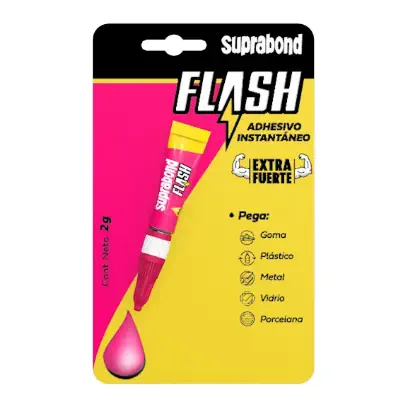 suprabond
FLASH
ADHESIVO
INSTANTÁNEO
EXTRA
FUERTE
suprabond
FLASH
• Pega:
Goma
Plástico
Metal
Vidrio
Porcelana
Cont. Neto 2g